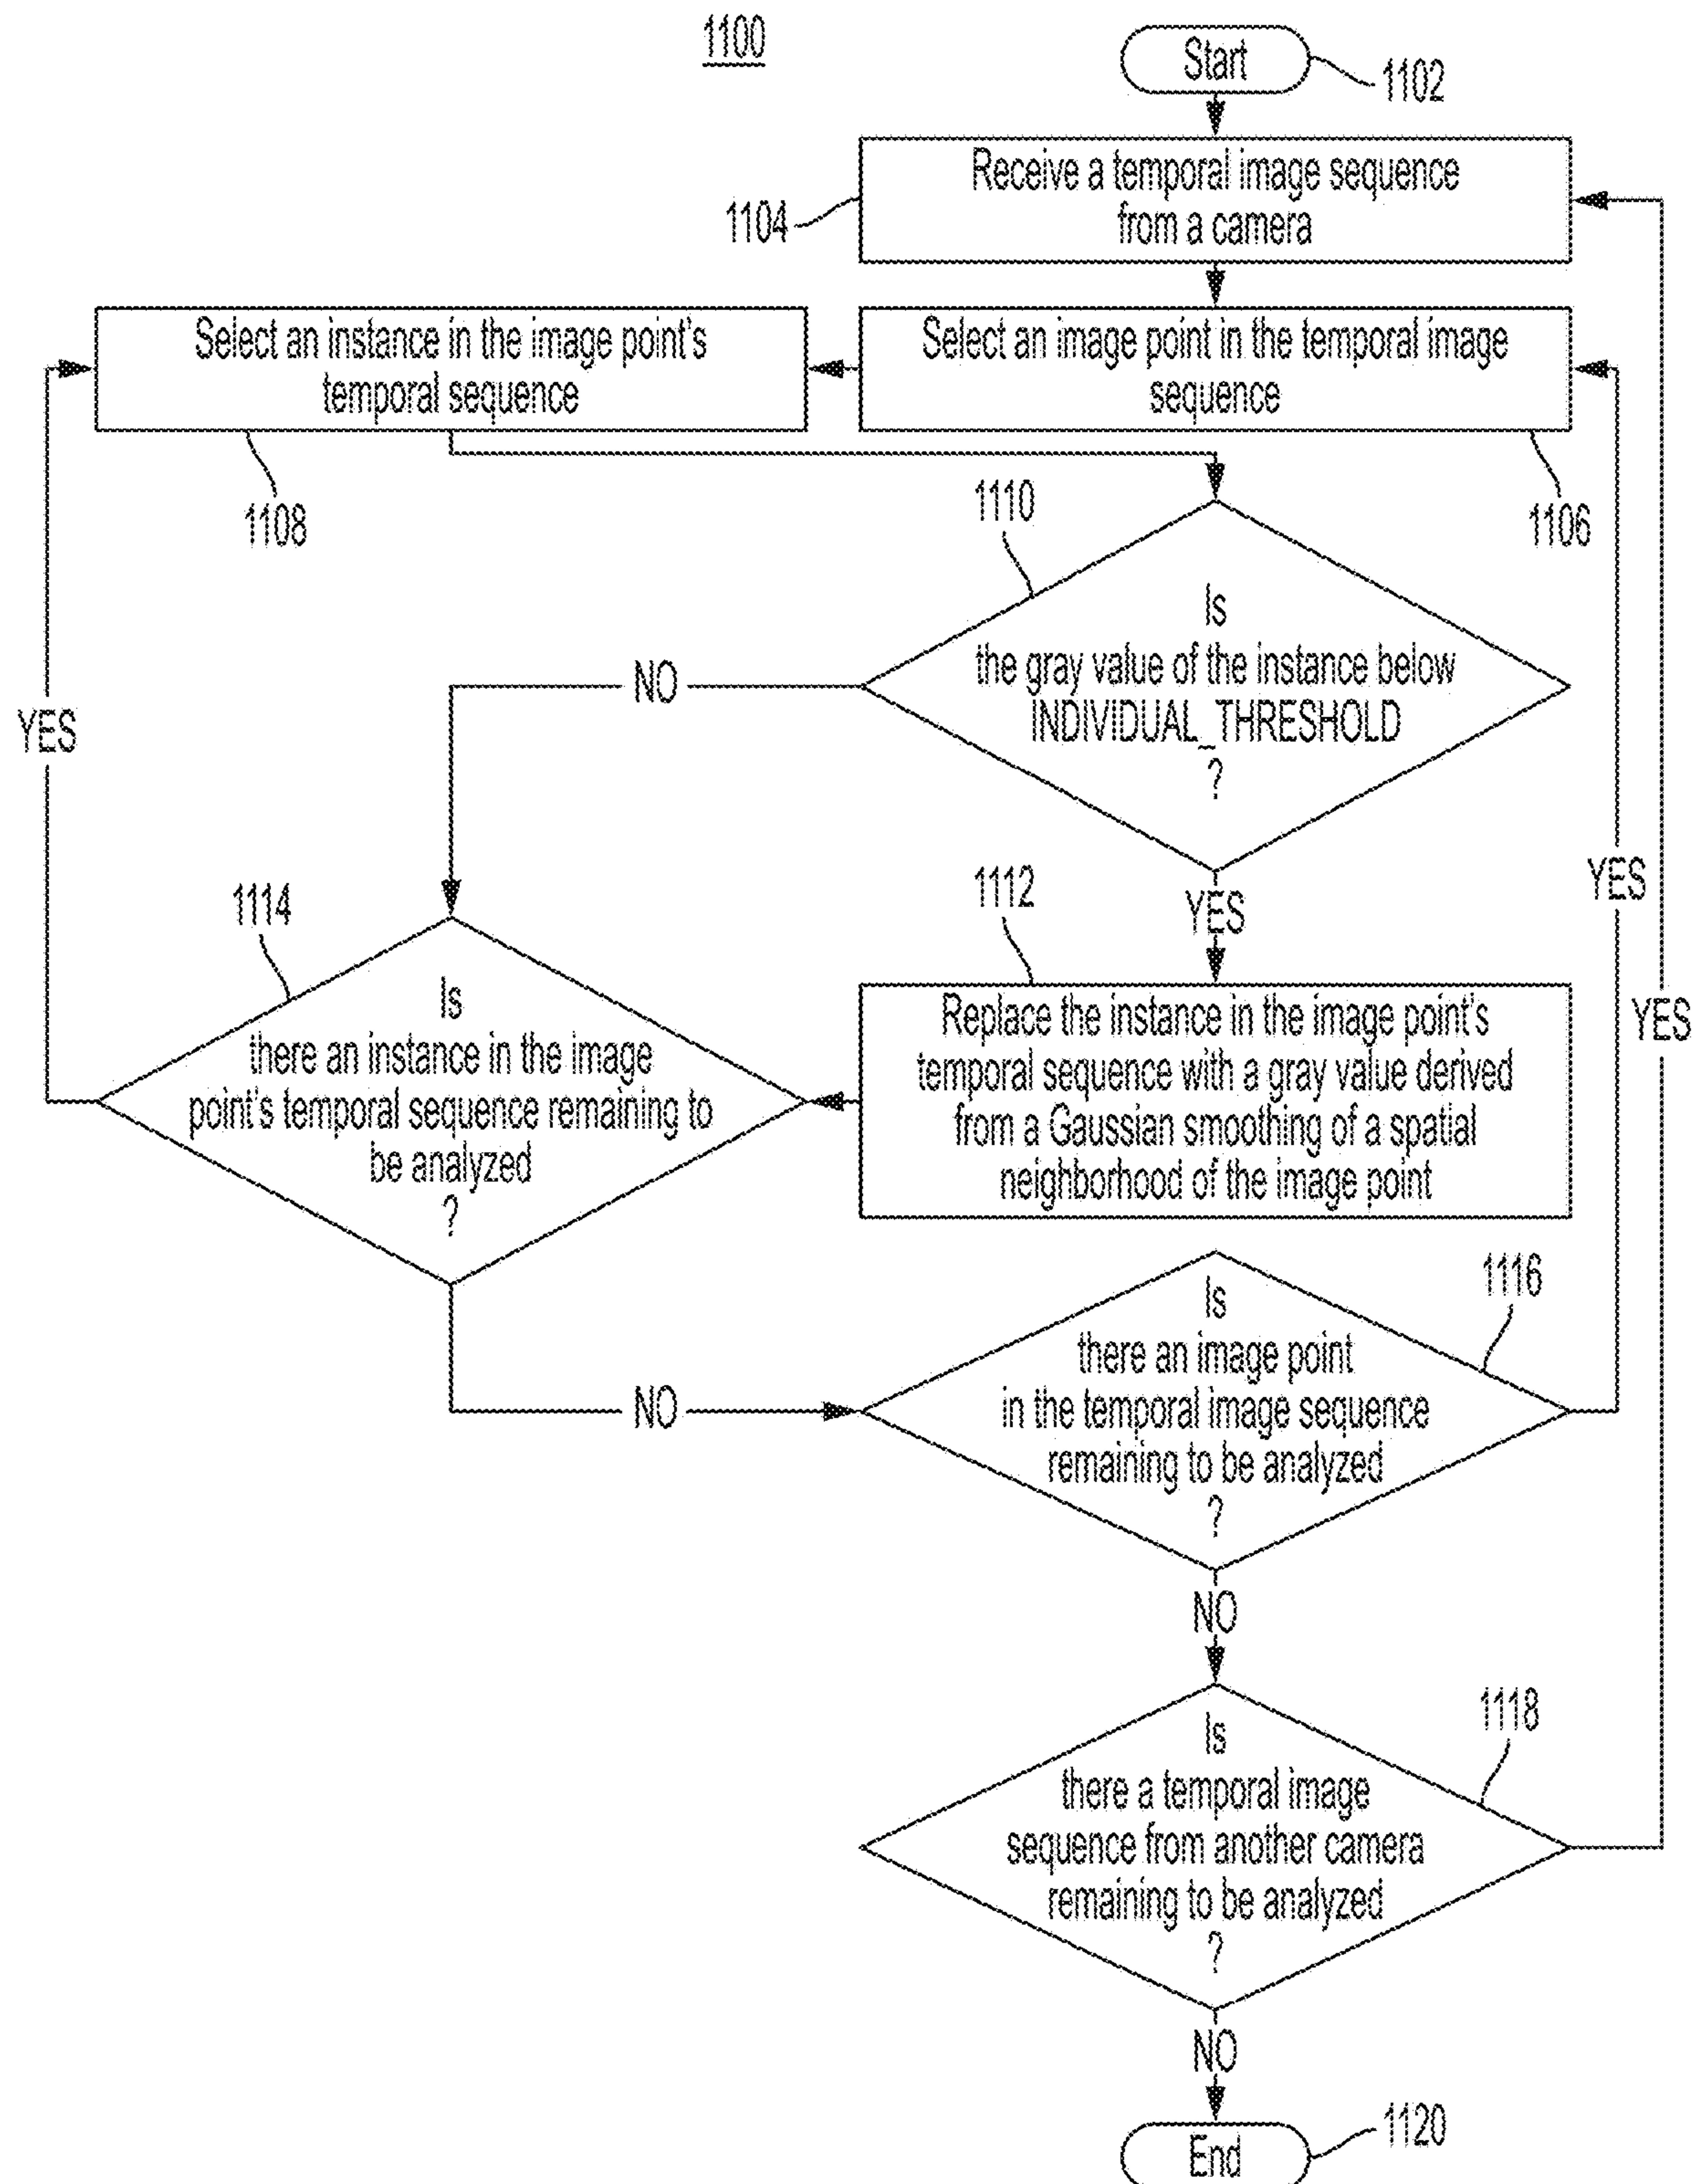 1100
Start
1102
Receive a temporal image sequence
from a camera
1104
Select an instance in the image point's
temporal sequence
1108
Select an image point in the temporal image
sequence
1106
1110
Is
the gray value of the instance below
INDIVIDUAL_THRESHOLD
?
NO
YES
YES
1114
Is
there an instance in the image
point's temporal sequence remaining to
be analyzed
?
1112
Replace the instance in the image point's
temporal sequence with a gray value derived
from a Gaussian smoothing of a spatial
neighborhood of the image point
YES
YES
NO
1116
Is
there an image point
in the temporal image sequence
remaining to be analyzed
?
NO
1118
Is
there a temporal image
sequence from another camera
remaining to be analyzed
?
NO
End
1120